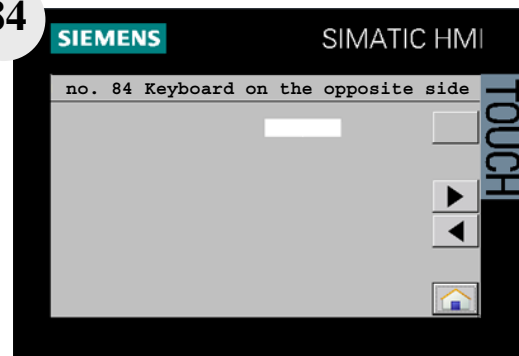 84
SIEMENS
SIMATIC HMI
no. 84 Keyboard on the opposite side
TOUCH